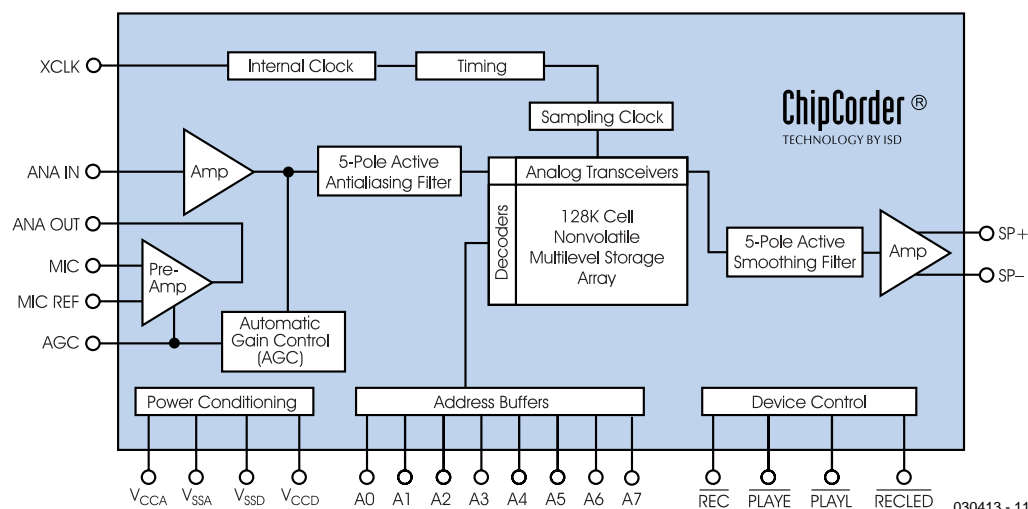 XCLK
Internal Clock
Timing
Sampling Clock
ChipCorder ®
TECHNOLOGY BY ISD
ANA IN
Amp
5-Pole Active
Antialiasing Filter
Analog Transceivers
Decoders
128K Cell
Nonvolatile
Multilevel Storage
Array
ANA OUT
MIC
Pre-
Amp
MIC REF
AGC
Automatic
Gain Control
(AGC)
5-Pole Active
Smoothing Filter
Amp
SP+
SP–
Power Conditioning
Address Buffers
Device Control
VCCA VSSA VSSD VCCD A0 A1 A2 A3 A4 A5 A6 A7 REC PLAYE PLAYL RECLED
030413 - 11